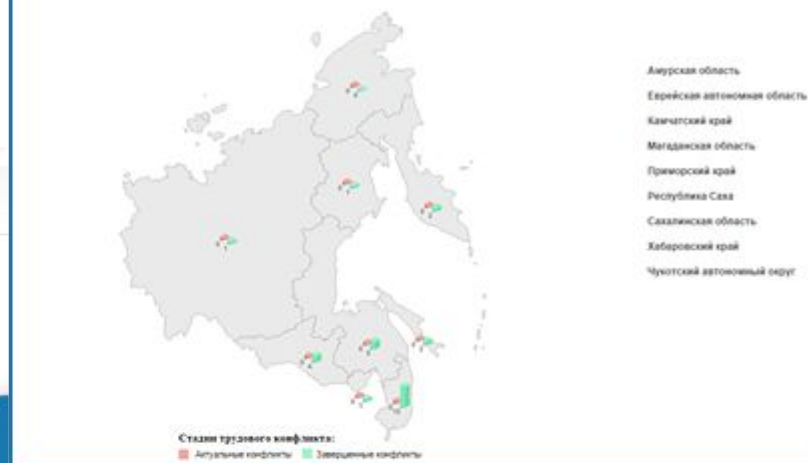 Амурская область
Еврейская автономная область
Камчатский край
Магаданская область
Приморский край
Республика Саха
Сахалинская область
Хабаровский край
Чукотский автономный округ
Стадии трудового конфликта:
Актуальные конфликты Завершенные конфликты